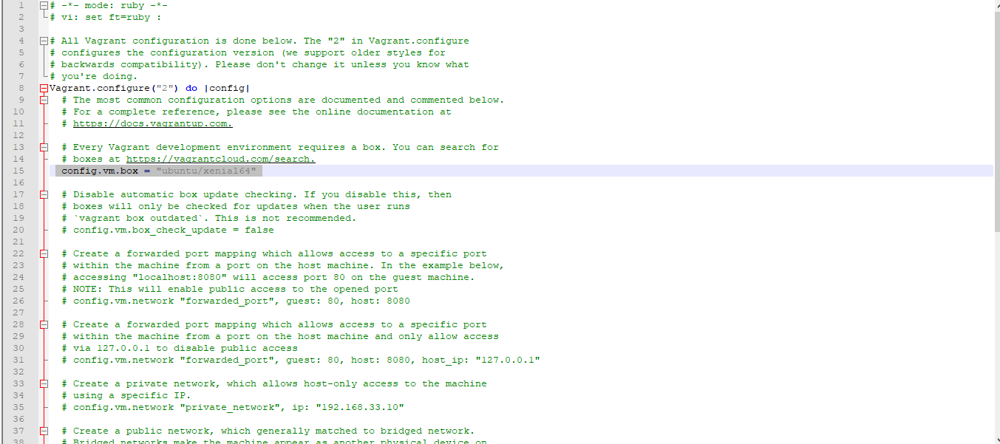 1 # -*- mode: ruby -*-
2 # vi: set ft=ruby :
3
4 # All Vagrant configuration is done below. The "2" in Vagrant.configure
5 # configures the configuration version (we support older styles for
6 # backwards compatibility). Please don't change it unless you know what
7 # you're doing.
8 Vagrant.configure("2") do |config|
9 # The most common configuration options are documented and commented below.
10 # For a complete reference, please see the online documentation at
11 # https://docs.vagrantup.com.
12
13 # Every Vagrant development environment requires a box. You can search for
14 # boxes at https://vagrantcloud.com/search.
15 config.vm.box = "ubuntu/xenial64"
16
17 # Disable automatic box update checking. If you disable this, then
18 # boxes will only be checked for updates when the user runs
19 # `vagrant box outdated`. This is not recommended.
20 # config.vm.box_check_update = false
21
22 # Create a forwarded port mapping which allows access to a specific port
23 # within the machine from a port on the host machine. In the example below,
24 # accessing "localhost:8080" will access port 80 on the guest machine.
25 # NOTE: This will enable public access to the opened port
26 # config.vm.network "forwarded_port", guest: 80, host: 8080
27
28 # Create a forwarded port mapping which allows access to a specific port
29 # within the machine from a port on the host machine and only allow access
30 # via 127.0.0.1 to disable public access
31 # config.vm.network "forwarded_port", guest: 80, host: 8080, host_ip: "127.0.0.1"
32
33 # Create a private network, which allows host-only access to the machine
34 # using a specific IP.
35 # config.vm.network "private_network", ip: "192.168.33.10"
36
37 # Create a public network, which generally matched to bridged network.
38 # Bridged networks make the machine appear as another physical device on